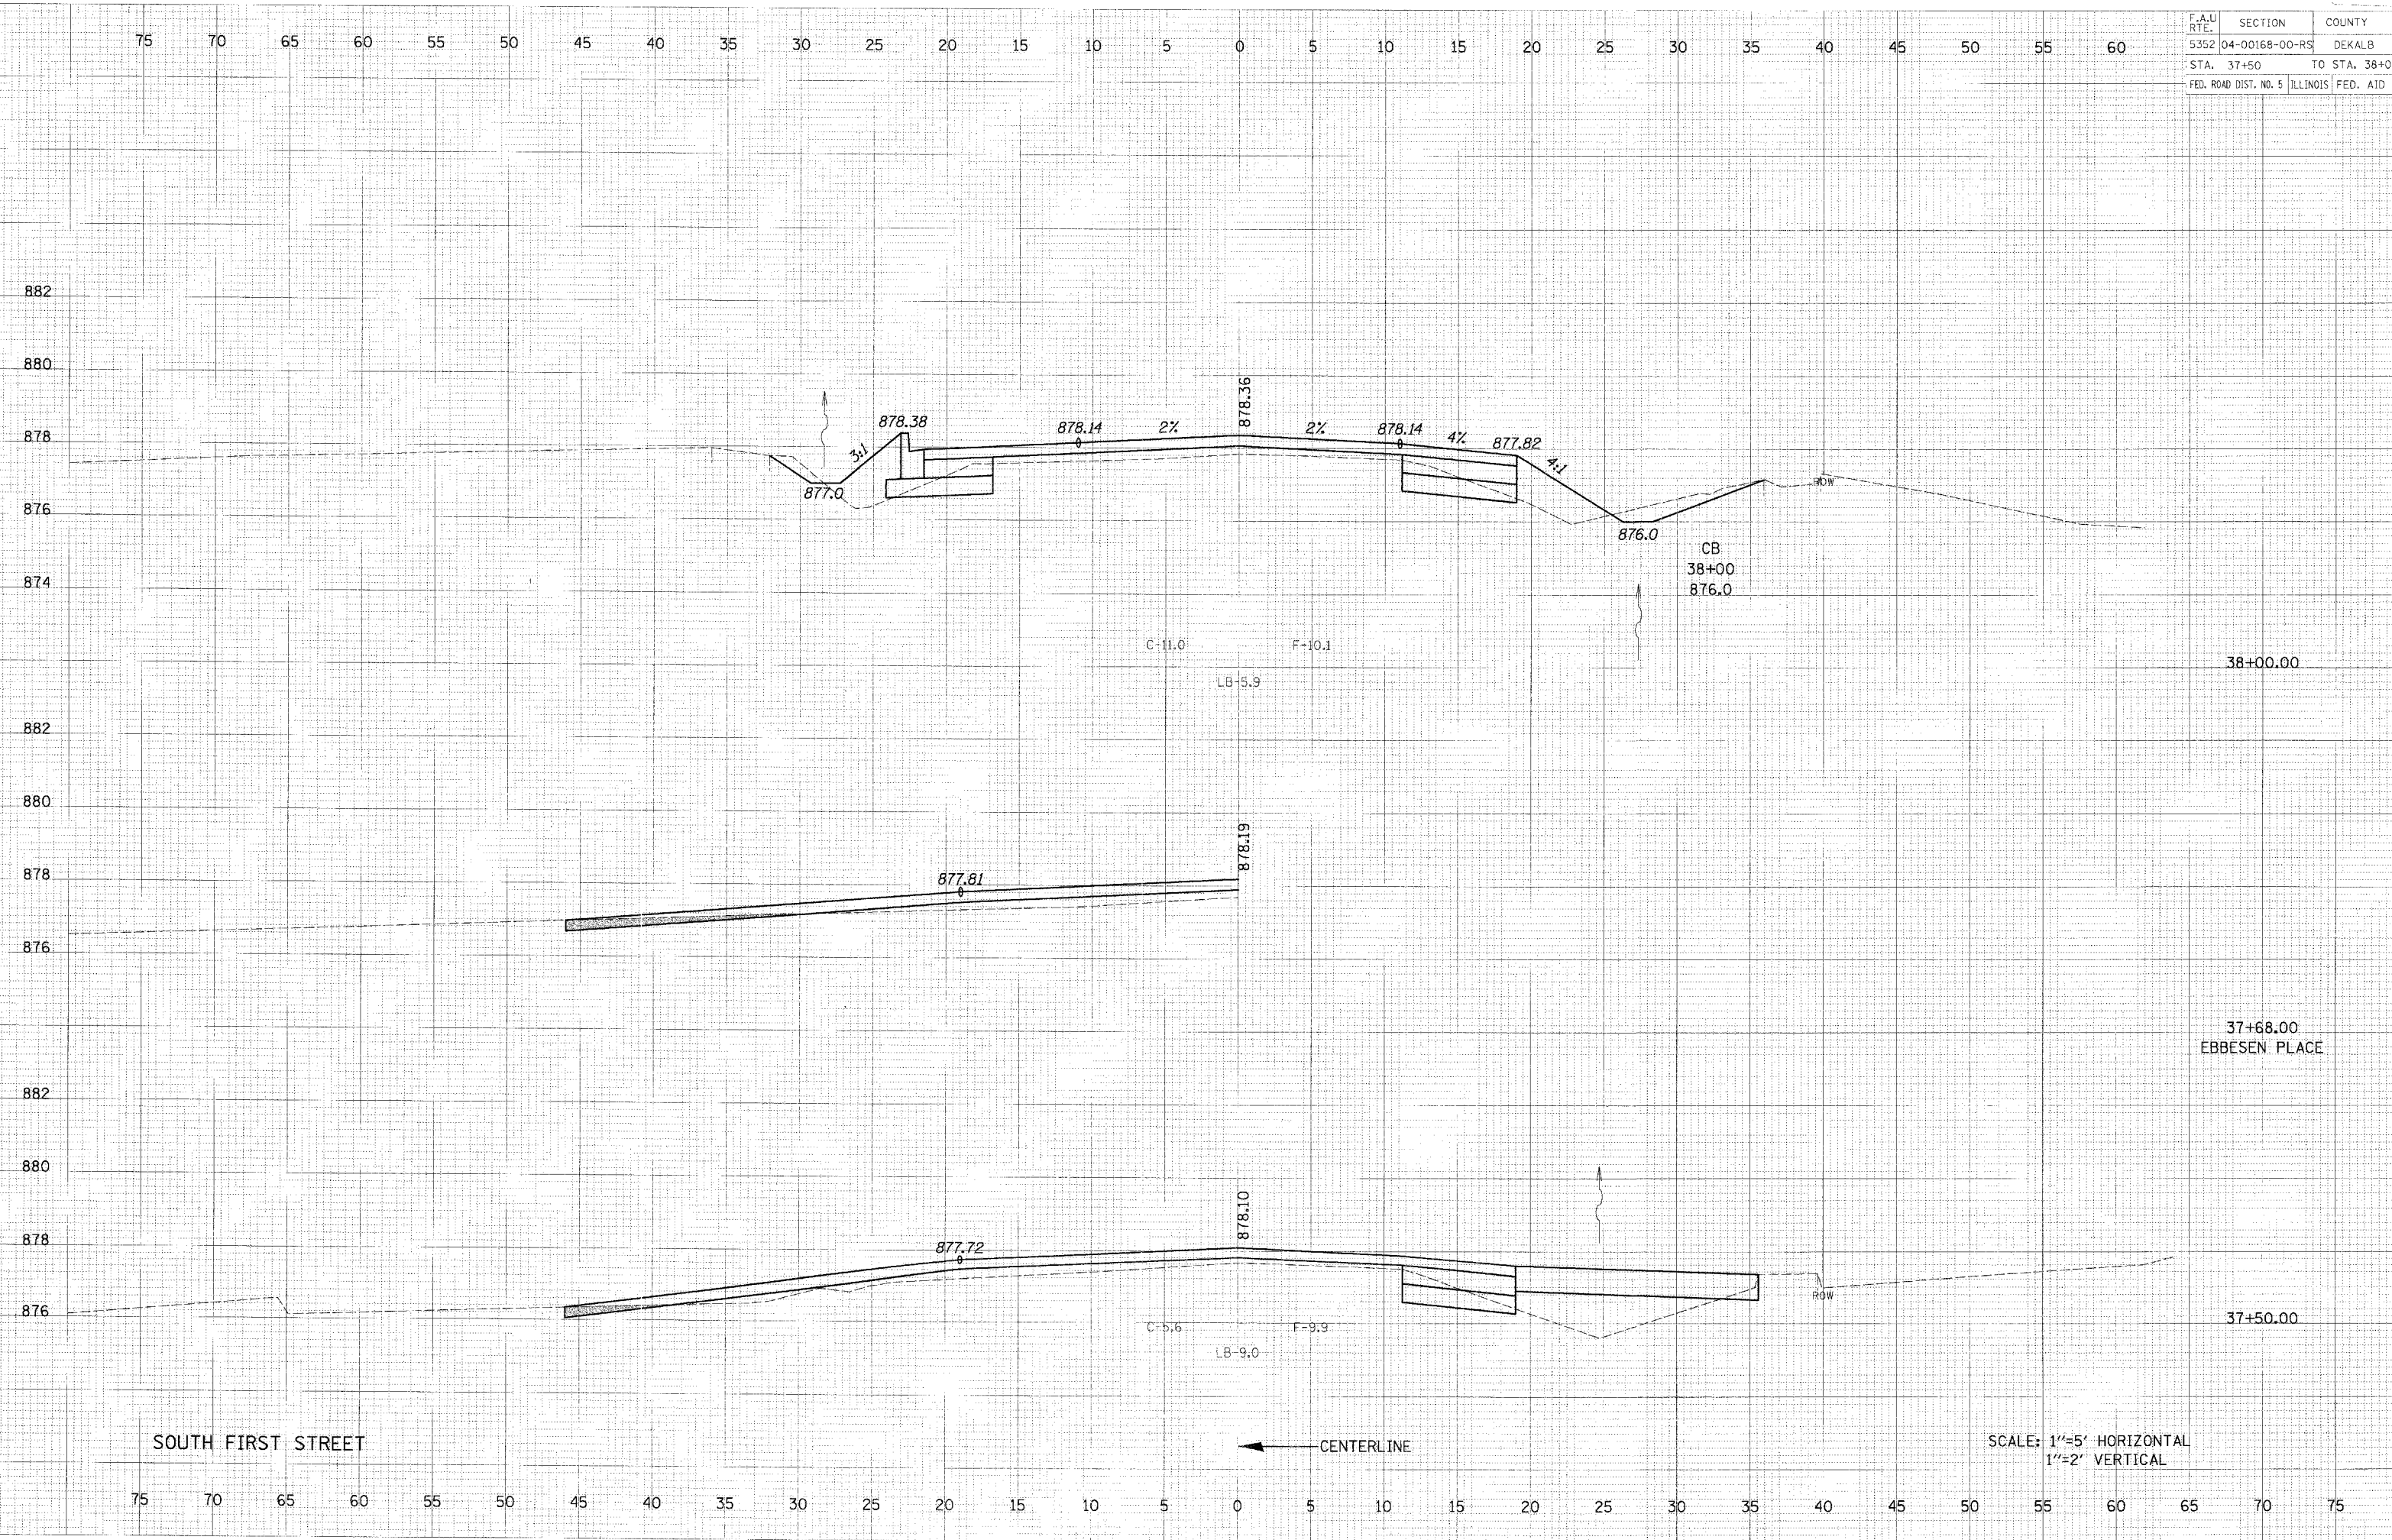 F.A.U RTE. SECTION COUNTY
5352 04-00168-00-RS DEKALB
STA. 37+50 TO STA. 38+0
FED. ROAD DIST. NO. 5 ILLINOIS FED. AID
75 70 65 60 55 50 45 40 35 30 25 20 15 10 5 0 5 10 15 20 25 30 35 40 45 50 55 60
882
880
878.36
878.38 878.14 2% 2% 878.14 4% 877.82
878
3:1 4:1
877.0 ROW
876
876.0
CB
38+00
876.0
874
C-11.0 F-10.1
38+00.00
LB-5.9
882
880
878.19
878
877.81
876
37+68.00
EBBESEN PLACE
882
880
878.10
878
877.72
ROW
876
37+50.00
C-5.6 F-9.9
LB-9.0
SOUTH FIRST STREET
CENTERLINE
SCALE: 1"=5' HORIZONTAL
1"=2' VERTICAL
75 70 65 60 55 50 45 40 35 30 25 20 15 10 5 0 5 10 15 20 25 30 35 40 45 50 55 60 65 70 75